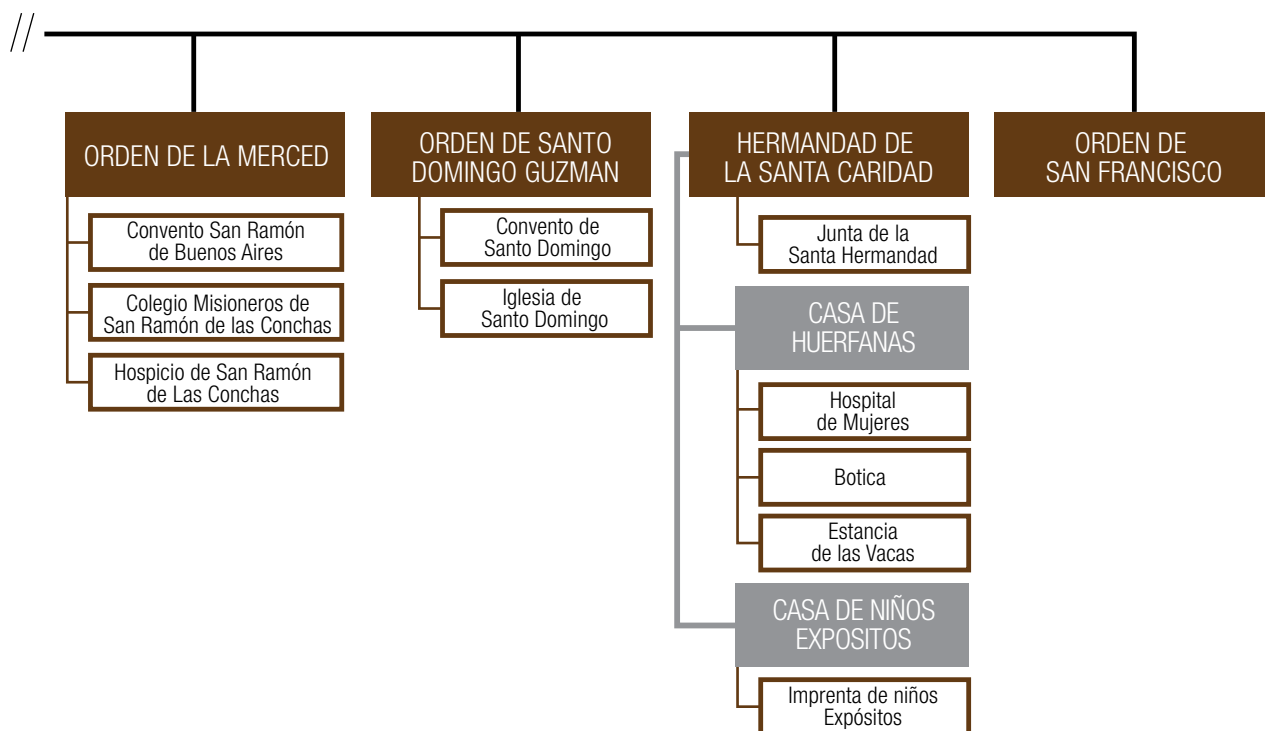 //
ORDEN DE LA MERCED
Convento San Ramón
de Buenos Aires
Colegio Misioneros de
San Ramón de las Conchas
Hospicio de San Ramón
de Las Conchas
ORDEN DE SANTO
DOMINGO GUZMAN
Convento de
Santo Domingo
Iglesia de
Santo Domingo
HERMANDAD DE
LA SANTA CARIDAD
Junta de la
Santa Hermandad
CASA DE
HUERFANAS
Hospital
de Mujeres
Botica
Estancia
de las Vacas
CASA DE NIÑOS
EXPOSITOS
Imprenta de niños
Expósitos
ORDEN DE
SAN FRANCISCO